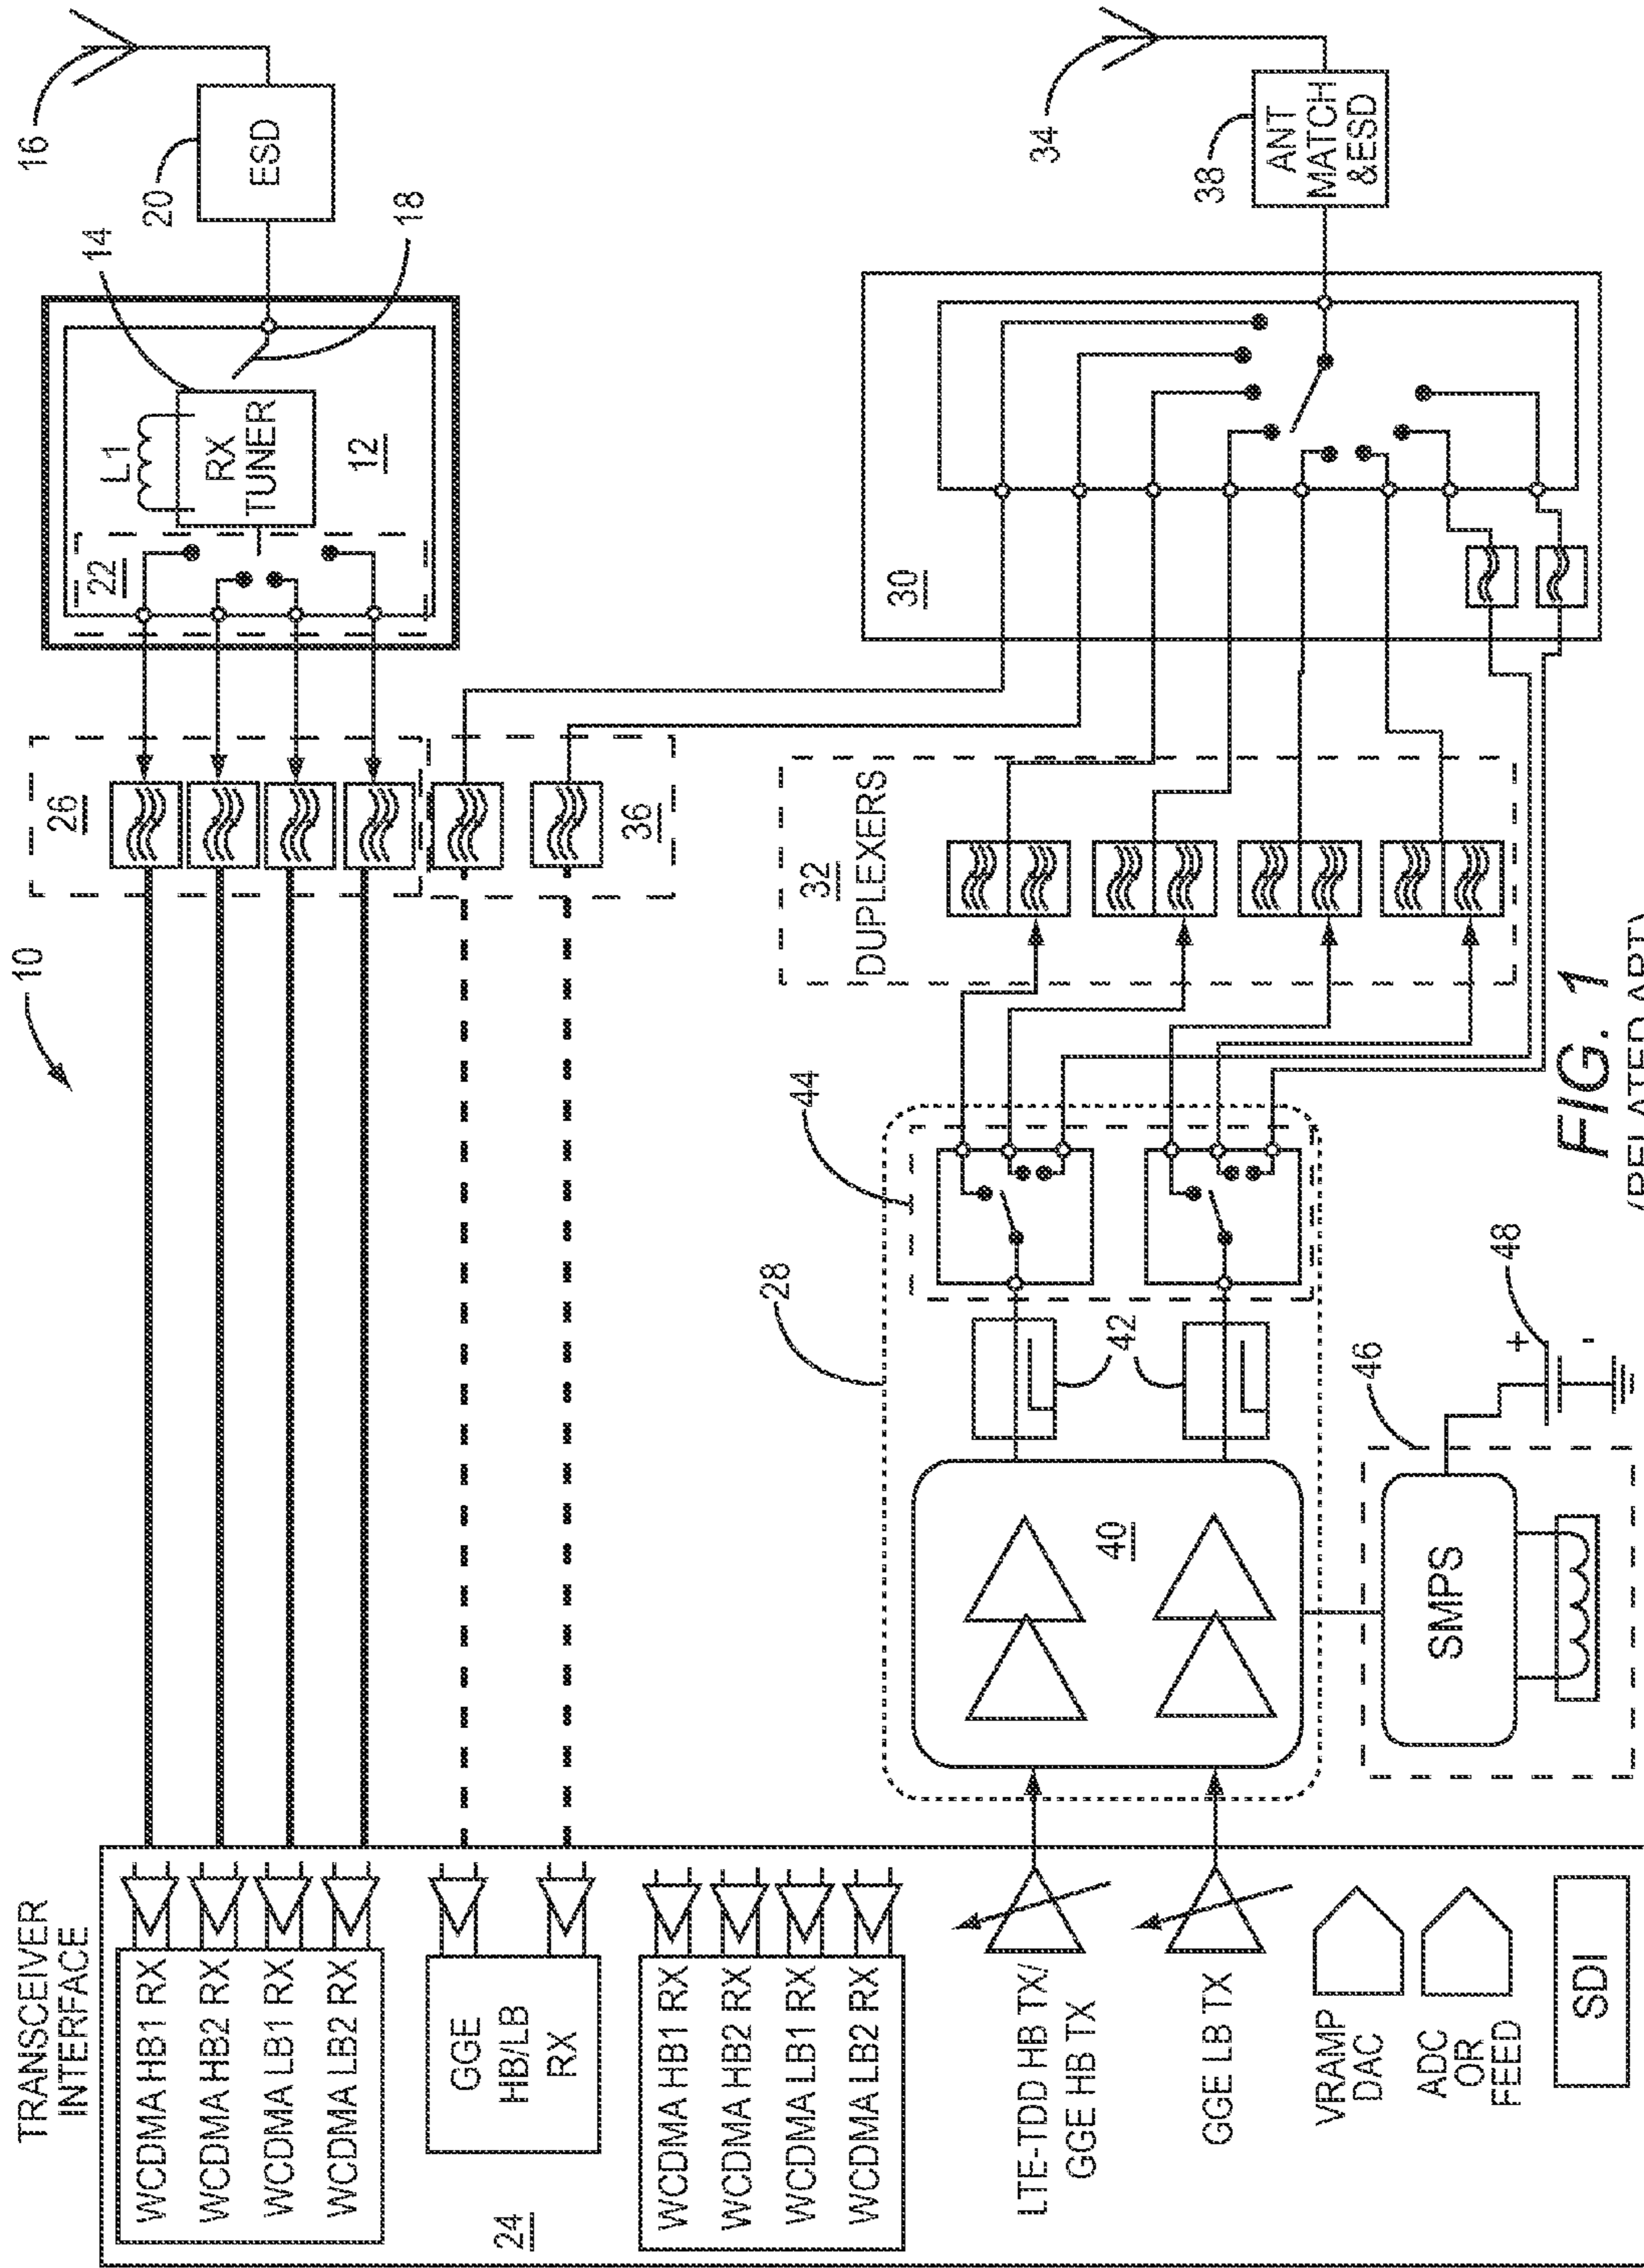 TRANSCEIVER
INTERFACE
WCDMA HB1 RX
WCDMA HB2 RX
WCDMA LB1 RX
WCDMA LB2 RX
24
GGE
HB/LB
RX
WCDMA HB1 RX
WCDMA HB2 RX
WCDMA LB1 RX
WCDMA LB2 RX
LTE-TDD HB TX/
GGE HB TX
GGE LB TX
VRAMP
DAC
ADC
OR
FEED
SDI
10
26
36
22
L1
RX
TUNER
12
14
18
20
ESD
16
28
40
42
44
SMPS
46
48
+
-
32
DUPLEXERS
30
38
ANT
MATCH
&ESD
34
FIG. 1
(RELATED ART)